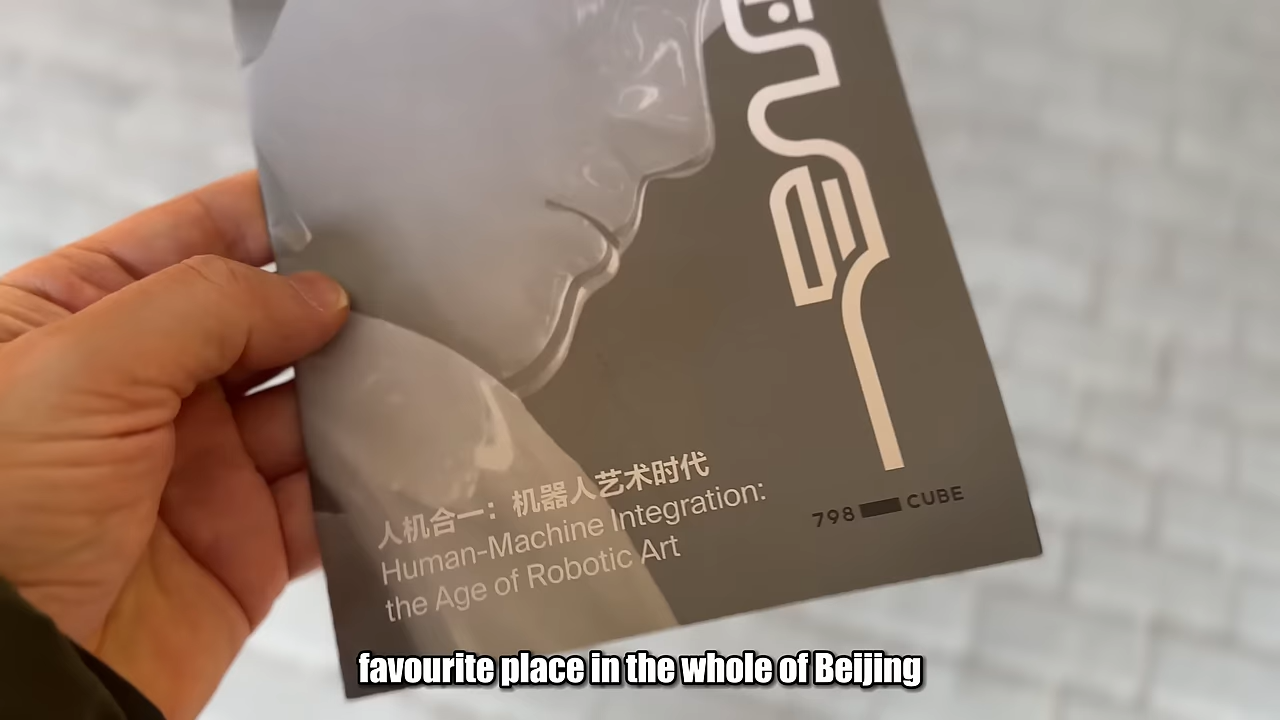 人机合一：机器人艺术时代
Human-Machine Integration:
the Age of Robotic Art
798 CUBE
favourite place in the whole of Beijing